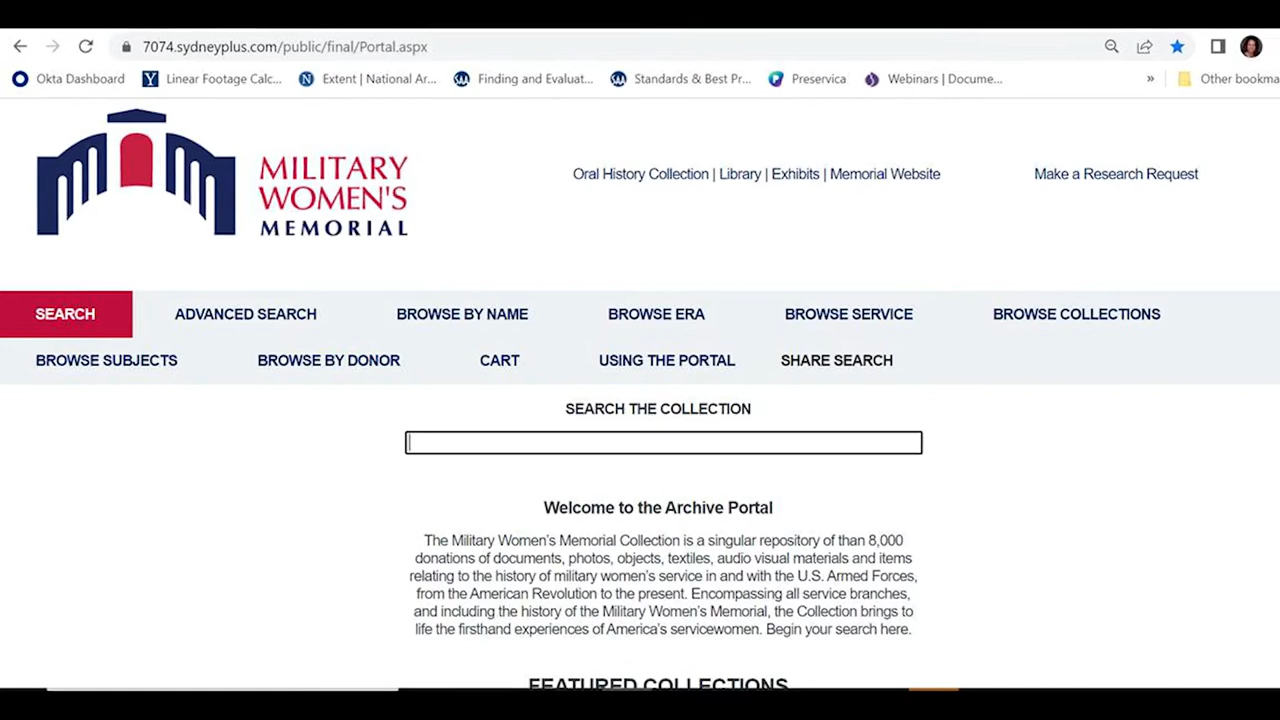 7074.sydneyplus.com/public/final/Portal.aspx
Okta Dashboard Linear Footage Calc... Extent | National Ar... Finding and Evaluat... Standards & Best Pr... Preservica Webinars | Docume... » Other bookma
MILITARY
WOMEN'S
MEMORIAL
Oral History Collection | Library | Exhibits | Memorial Website Make a Research Request
SEARCH ADVANCED SEARCH BROWSE BY NAME BROWSE ERA BROWSE SERVICE BROWSE COLLECTIONS
BROWSE SUBJECTS BROWSE BY DONOR CART USING THE PORTAL SHARE SEARCH
SEARCH THE COLLECTION
Welcome to the Archive Portal
The Military Women's Memorial Collection is a singular repository of than 8,000
donations of documents, photos, objects, textiles, audio visual materials and items
relating to the history of military women's service in and with the U.S. Armed Forces,
from the American Revolution to the present. Encompassing all service branches,
and including the history of the Military Women's Memorial, the Collection brings to
life the firsthand experiences of America's servicewomen. Begin your search here.
FEATURED COLLECTIONS